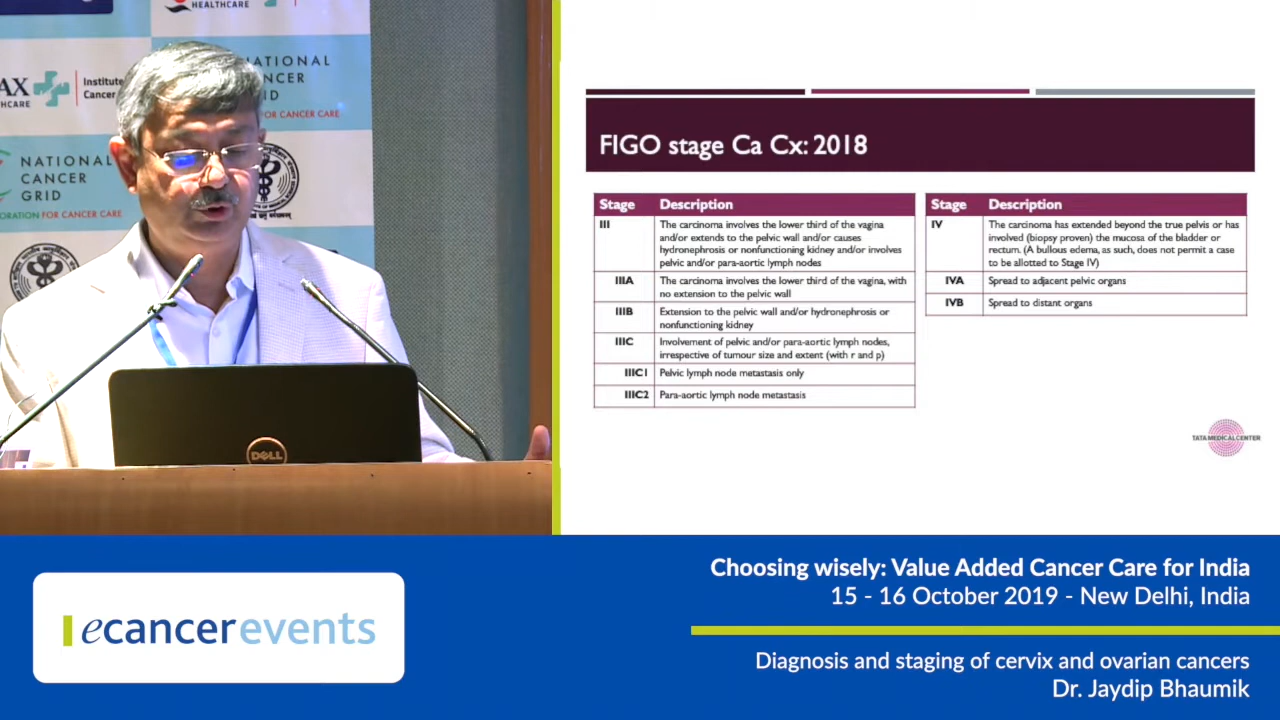 HEALTHCARE
NATIONAL
CANCER
FOR CANCER CARE
AX
HCARE
Institute
Cancer
NATIONAL
CANCER
GRID
FOR CANCER CARE
DELL
FIGO stage Ca Cx: 2018
Stage Description
III The carcinoma involves the lower third of the vagina
and/or extends to the pelvic wall and/or causes
hydronephrosis or nonfunctioning kidney and/or involves
pelvic and/or para-aortic lymph nodes
IIIA The carcinoma involves the lower third of the vagina, with
no extension to the pelvic wall
IIIB Extension to the pelvic wall and/or hydronephrosis or
nonfunctioning kidney
IIIC Involvement of pelvic and/or para-aortic lymph nodes,
irrespective of tumour size and extent (with r and p)
IIIC1 Pelvic lymph node metastasis only
IIIC2 Para-aortic lymph node metastasis
Stage Description
IV The carcinoma has extended beyond the true pelvis or has
involved (biopsy proven) the mucosa of the bladder or
rectum. (A bullous edema, as such, does not permit a case
to be allotted to Stage IV)
IVA Spread to adjacent pelvic organs
IVB Spread to distant organs
TATA MEDICAL CENTER
ecancerevents
Choosing wisely: Value Added Cancer Care for India
15 - 16 October 2019 - New Delhi, India
Diagnosis and staging of cervix and ovarian cancers
Dr. Jaydip Bhaumik